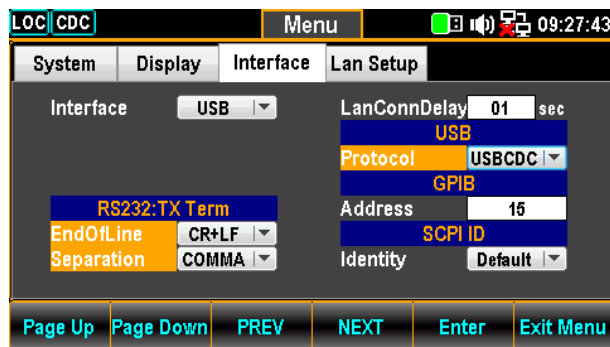 LOC CDC Menu 09:27:43
System Display Interface Lan Setup
Interface USB LanConnDelay 01 sec
USB
Protocol USBCDC
GPIB
RS232:TX Term Address 15
EndOfLine CR+LF SCPI ID
Separation COMMA Identity Default
Page Up Page Down PREV NEXT Enter Exit Menu